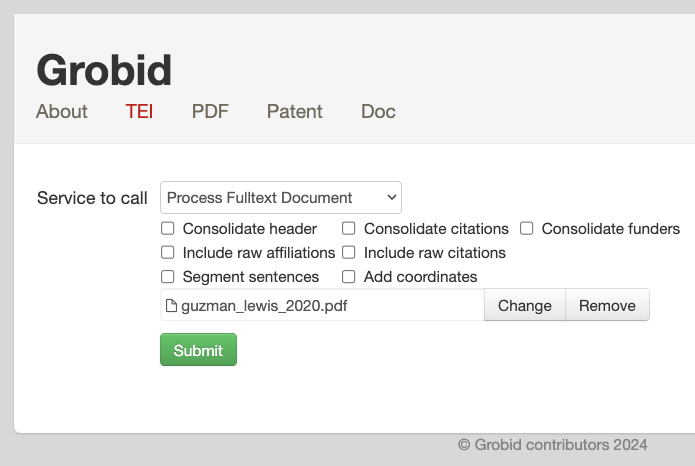 Grobid
About TEI PDF Patent Doc
Service to call Process Fulltext Document
Consolidate header Consolidate citations Consolidate funders
Include raw affiliations Include raw citations
Segment sentences Add coordinates
guzman_lewis_2020.pdf Change Remove
Submit
© Grobid contributors 2024